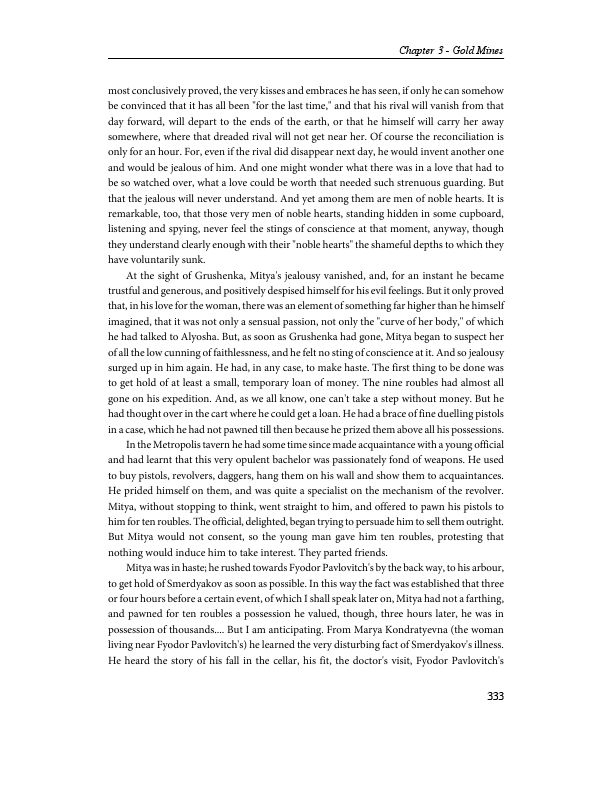 Chapter 3 - Gold Mines
most conclusively proved, the very kisses and embraces he has seen, if only he can somehow
be convinced that it has all been "for the last time," and that his rival will vanish from that
day forward, will depart to the ends of the earth, or that he himself will carry her away
somewhere, where that dreaded rival will not get near her. Of course the reconciliation is
only for an hour. For, even if the rival did disappear next day, he would invent another one
and would be jealous of him. And one might wonder what there was in a love that had to
be so watched over, what a love could be worth that needed such strenuous guarding. But
that the jealous will never understand. And yet among them are men of noble hearts. It is
remarkable, too, that those very men of noble hearts, standing hidden in some cupboard,
listening and spying, never feel the stings of conscience at that moment, anyway, though
they understand clearly enough with their "noble hearts" the shameful depths to which they
have voluntarily sunk.
At the sight of Grushenka, Mitya's jealousy vanished, and, for an instant he became
trustful and generous, and positively despised himself for his evil feelings. But it only proved
that, in his love for the woman, there was an element of something far higher than he himself
imagined, that it was not only a sensual passion, not only the "curve of her body," of which
he had talked to Alyosha. But, as soon as Grushenka had gone, Mitya began to suspect her
of all the low cunning of faithlessness, and he felt no sting of conscience at it. And so jealousy
surged up in him again. He had, in any case, to make haste. The first thing to be done was
to get hold of at least a small, temporary loan of money. The nine roubles had almost all
gone on his expedition. And, as we all know, one can't take a step without money. But he
had thought over in the cart where he could get a loan. He had a brace of fine duelling pistols
in a case, which he had not pawned till then because he prized them above all his possessions.
In the Metropolis tavern he had some time since made acquaintance with a young official
and had learnt that this very opulent bachelor was passionately fond of weapons. He used
to buy pistols, revolvers, daggers, hang them on his wall and show them to acquaintances.
He prided himself on them, and was quite a specialist on the mechanism of the revolver.
Mitya, without stopping to think, went straight to him, and offered to pawn his pistols to
him for ten roubles. The official, delighted, began trying to persuade him to sell them outright.
But Mitya would not consent, so the young man gave him ten roubles, protesting that
nothing would induce him to take interest. They parted friends.
Mitya was in haste; he rushed towards Fyodor Pavlovitch's by the back way, to his arbour,
to get hold of Smerdyakov as soon as possible. In this way the fact was established that three
or four hours before a certain event, of which I shall speak later on, Mitya had not a farthing,
and pawned for ten roubles a possession he valued, though, three hours later, he was in
possession of thousands.... But I am anticipating. From Marya Kondratyevna (the woman
living near Fyodor Pavlovitch's) he learned the very disturbing fact of Smerdyakov's illness.
He heard the story of his fall in the cellar, his fit, the doctor's visit, Fyodor Pavlovitch's
333